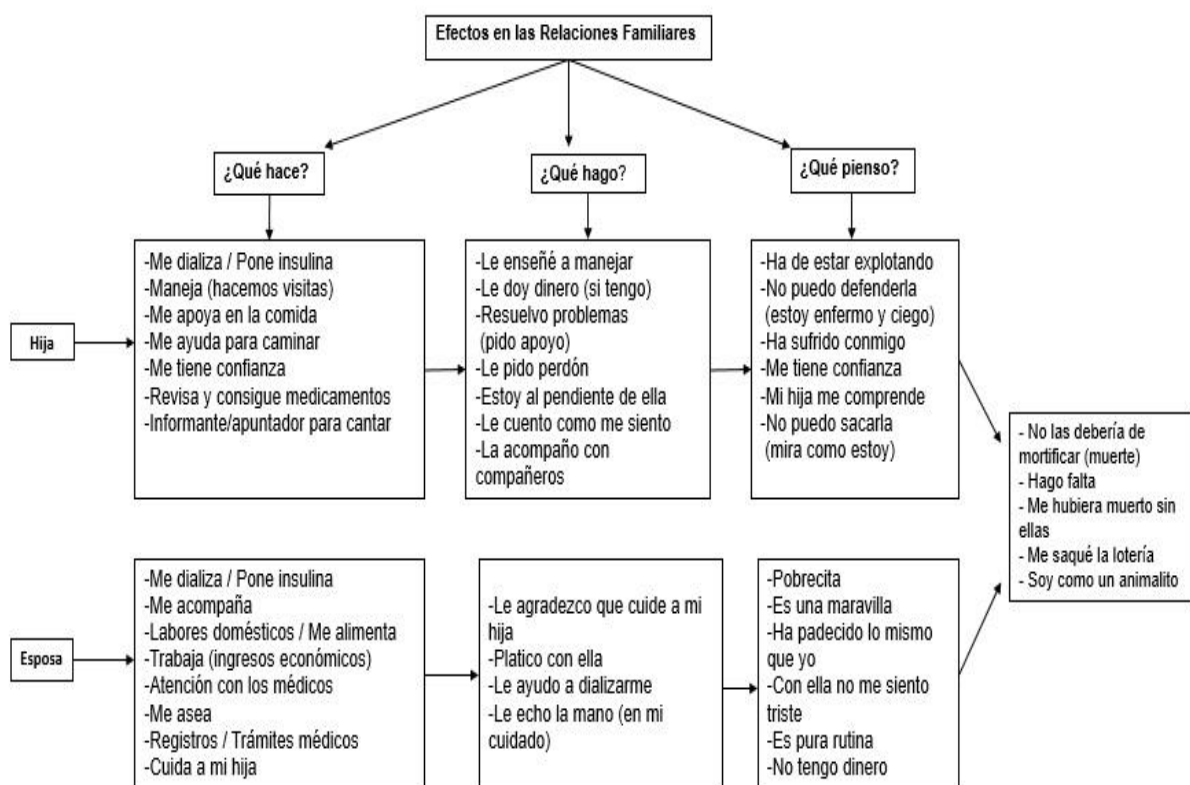 Efectos en las Relaciones Familiares
¿Qué hace?
¿Qué hago?
¿Qué pienso?
Hija
-Me dializa / Pone insulina
-Maneja (hacemos visitas)
-Me apoya en la comida
-Me ayuda para caminar
-Me tiene confianza
-Revisa y consigue medicamentos
-Informante/apuntador para cantar
-Le enseñé a manejar
-Le doy dinero (si tengo)
-Resuelvo problemas
(pido apoyo)
-Le pido perdón
-Estoy al pendiente de ella
-Le cuento como me siento
-La acompaño con
compañeros
-Ha de estar explotando
-No puedo defenderla
(estoy enfermo y ciego)
-Ha sufrido conmigo
-Me tiene confianza
-Mi hija me comprende
-No puedo sacarla
(mira como estoy)
Esposa
-Me dializa / Pone insulina
-Me acompaña
-Labores domésticos / Me alimenta
-Trabaja (ingresos económicos)
-Atención con los médicos
-Me asea
-Registros / Trámites médicos
-Cuida a mi hija
-Le agradezco que cuide a mi
hija
-Platico con ella
-Le ayudo a dializarme
-Le echo la mano (en mi
cuidado)
-Pobrecita
-Es una maravilla
-Ha padecido lo mismo
que yo
-Con ella no me siento
triste
-Es pura rutina
-No tengo dinero
- No las debería de
mortificar (muerte)
- Hago falta
- Me hubiera muerto sin
ellas
- Me saqué la lotería
- Soy como un animalito